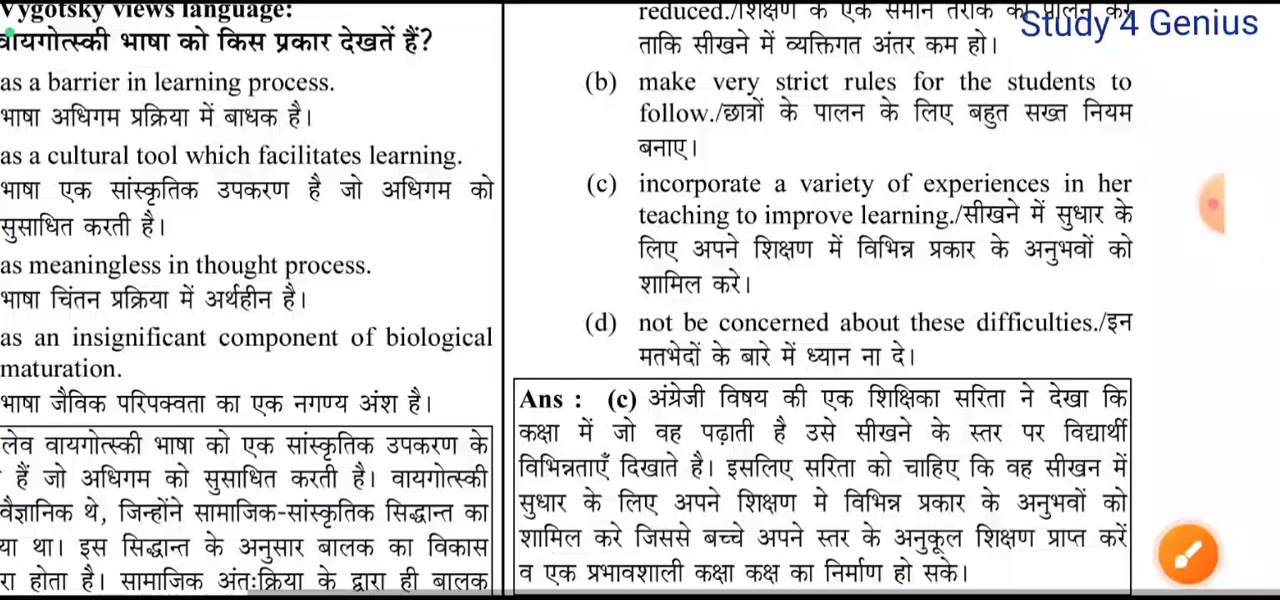 Vygotsky views language:
वायगोत्स्की भाषा को किस प्रकार देखतें हैं?
as a barrier in learning process.
भाषा अधिगम प्रक्रिया में बाधक है।
as a cultural tool which facilitates learning.
भाषा एक सांस्कृतिक उपकरण है जो अधिगम को
सुसाधित करती है।
as meaningless in thought process.
भाषा चिंतन प्रक्रिया में अर्थहीन है।
as an insignificant component of biological
maturation.
भाषा जैविक परिपक्वता का एक नगण्य अंश है।
लेव वायगोत्स्की भाषा को एक सांस्कृतिक उपकरण के
हैं जो अधिगम को सुसाधित करती है। वायगोत्स्की
वैज्ञानिक थे, जिन्होंने सामाजिक-सांस्कृतिक सिद्धान्त का
या था। इस सिद्धान्त के अनुसार बालक का विकास
रा होता है। सामाजिक अंतःक्रिया के द्वारा ही बालक
reduced./शिक्षण के एक समान तरीके का पालन करे
ताकि सीखने में व्यक्तिगत अंतर कम हो।
(b) make very strict rules for the students to
follow./छात्रों के पालन के लिए बहुत सख्त नियम
बनाए।
(c) incorporate a variety of experiences in her
teaching to improve learning./सीखने में सुधार के
लिए अपने शिक्षण में विभिन्न प्रकार के अनुभवों को
शामिल करे।
(d) not be concerned about these difficulties./इन
मतभेदों के बारे में ध्यान ना दे।
Ans : (c) अंग्रेजी विषय की एक शिक्षिका सरिता ने देखा कि
कक्षा में जो वह पढ़ाती है उसे सीखने के स्तर पर विद्यार्थी
विभिन्नताएँ दिखाते है। इसलिए सरिता को चाहिए कि वह सीखन में
सुधार के लिए अपने शिक्षण मे विभिन्न प्रकार के अनुभवों को
शामिल करे जिससे बच्चे अपने स्तर के अनुकूल शिक्षण प्राप्त करें
व एक प्रभावशाली कक्षा कक्ष का निर्माण हो सके।
Study 4 Genius